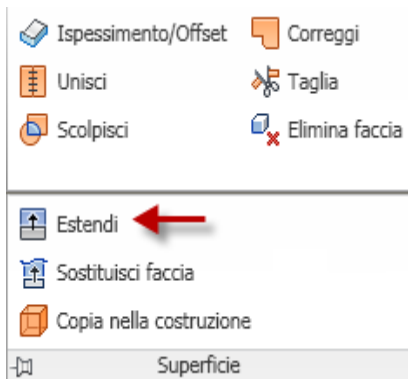 Ispessimento/Offset Correggi
Unisci Taglia
Scolpisci Elimina faccia
Estendi
Sostituisci faccia
Copia nella costruzione
Superficie